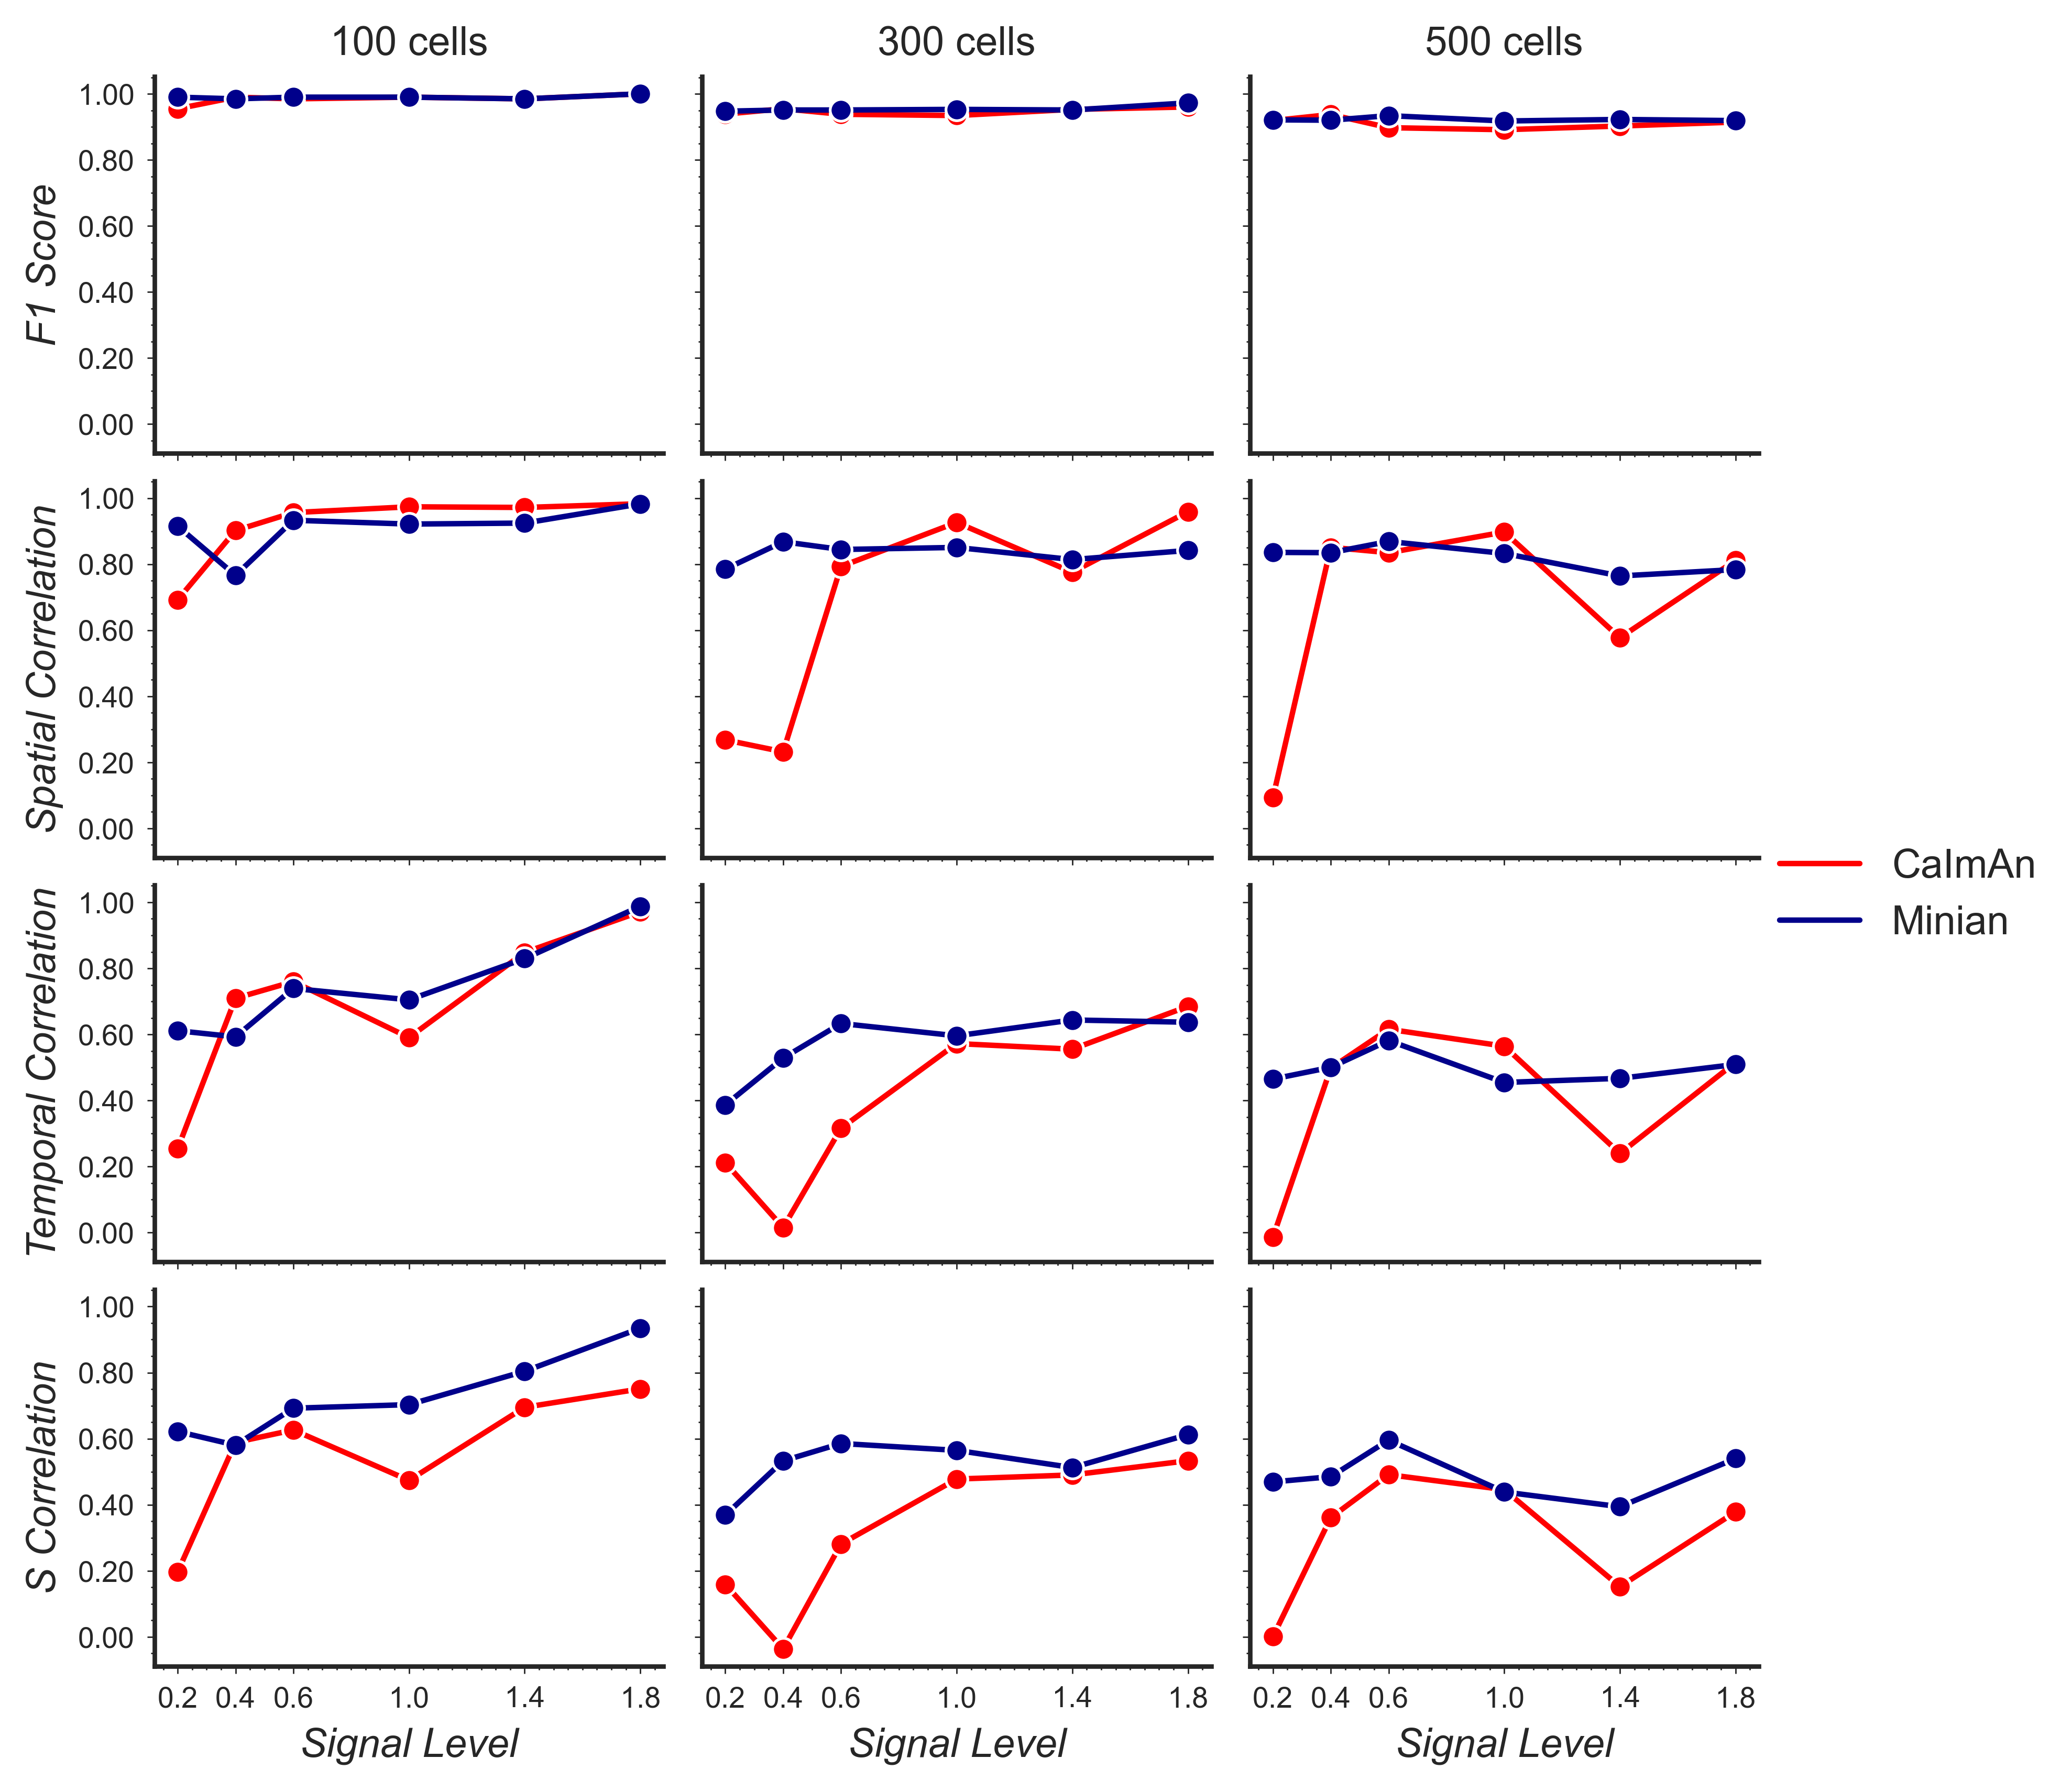 100 cells
300 cells
500 cells
F1 Score
1.00
0.80
0.60
0.40
0.20
0.00
Spatial Correlation
1.00
0.80
0.60
0.40
0.20
0.00
CaImAn
Minian
Temporal Correlation
1.00
0.80
0.60
0.40
0.20
0.00
S Correlation
1.00
0.80
0.60
0.40
0.20
0.00
0.2 0.4 0.6 1.0 1.4 1.8
0.2 0.4 0.6 1.0 1.4 1.8
0.2 0.4 0.6 1.0 1.4 1.8
Signal Level
Signal Level
Signal Level